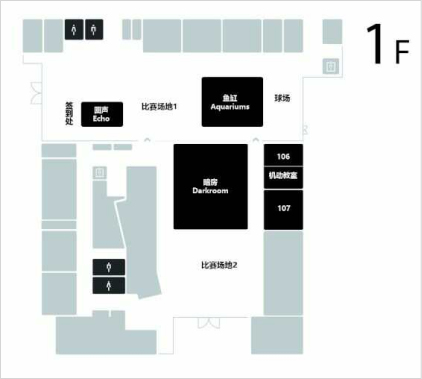 1F
签到处
回声
Echo
比赛场地1
鱼缸
Aquariums
球场
暗房
Darkroom
106
机动教室
107
比赛场地2